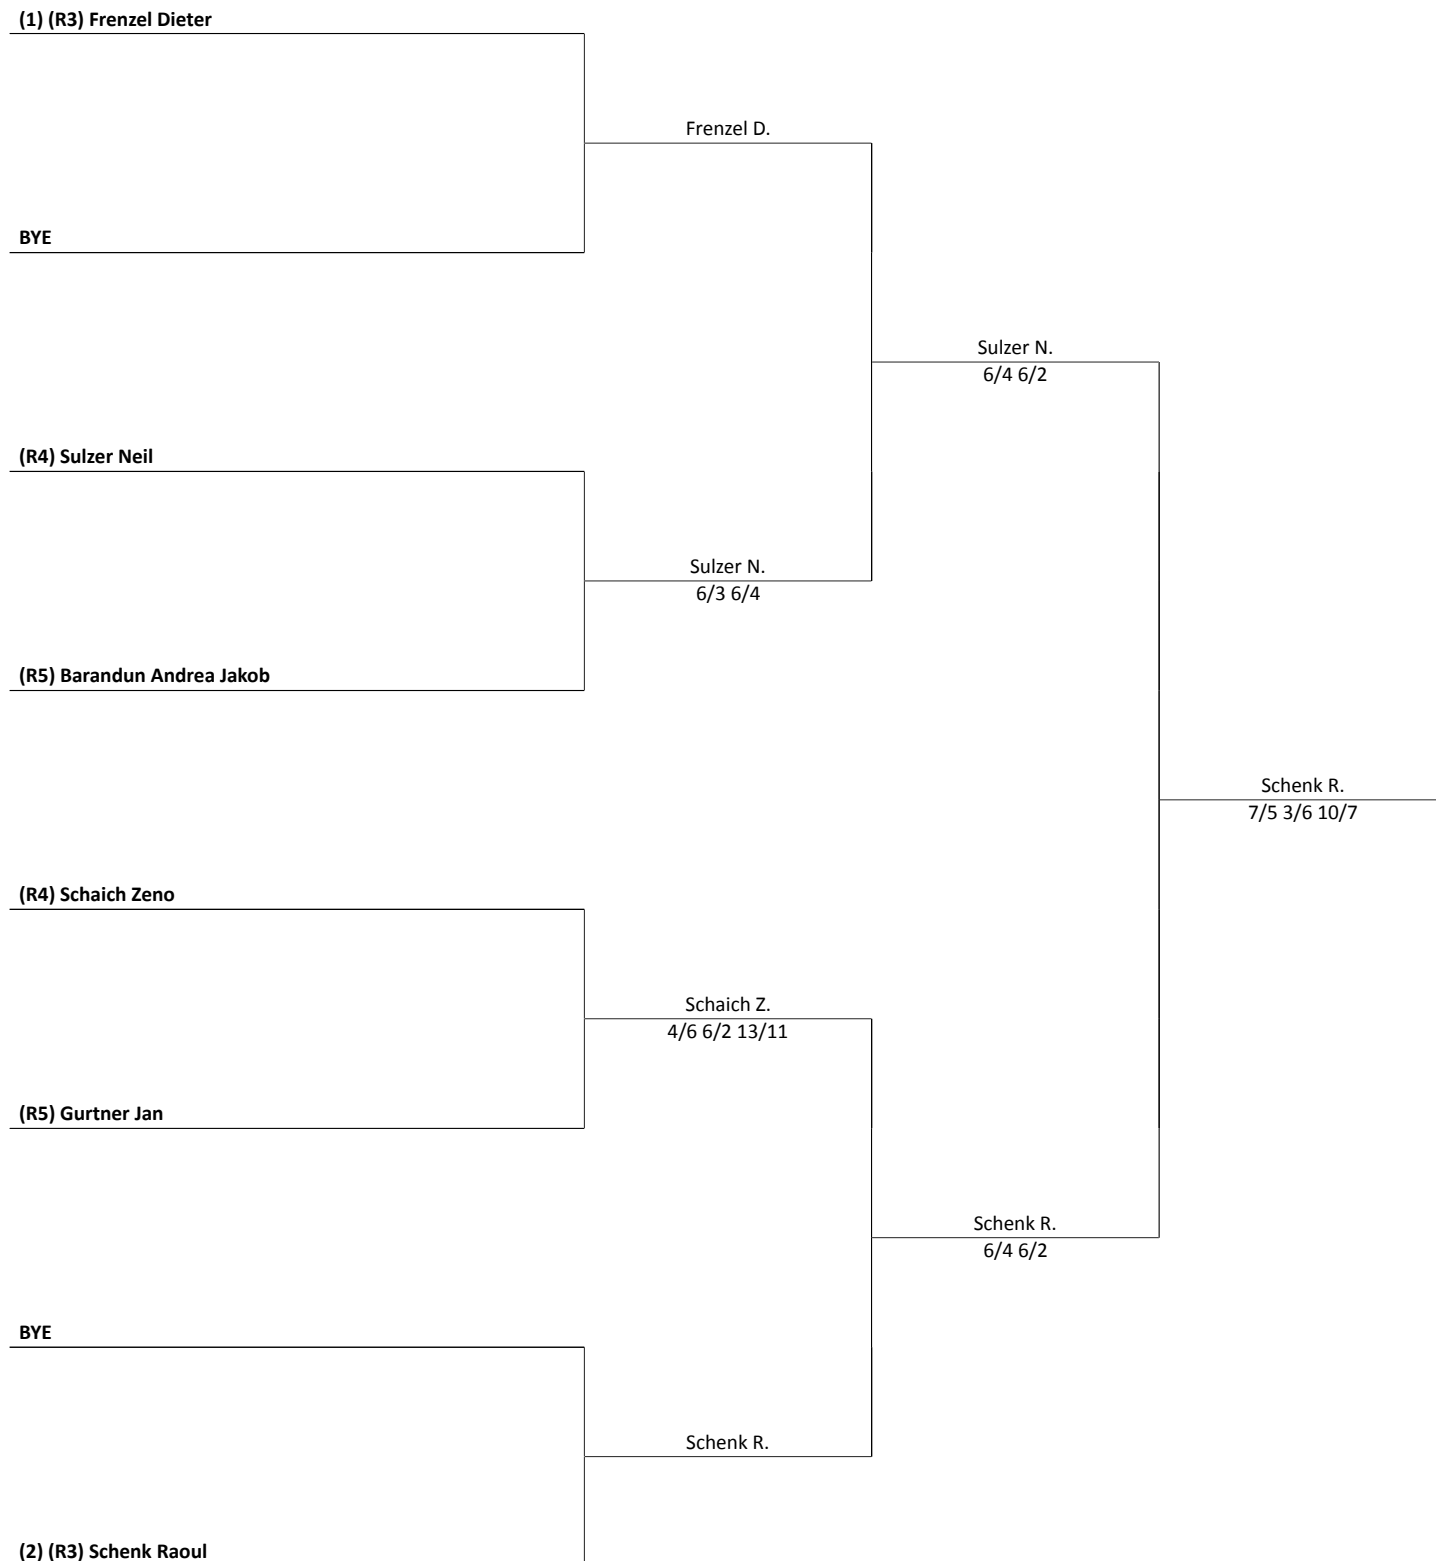 (1) (R3) Frenzel Dieter
Frenzel D.
BYE
Sulzer N.
6/4 6/2
(R4) Sulzer Neil
Sulzer N.
6/3 6/4
(R5) Barandun Andrea Jakob
Schenk R.
7/5 3/6 10/7
(R4) Schaich Zeno
Schaich Z.
4/6 6/2 13/11
(R5) Gurtner Jan
Schenk R.
6/4 6/2
BYE
Schenk R.
(2) (R3) Schenk Raoul